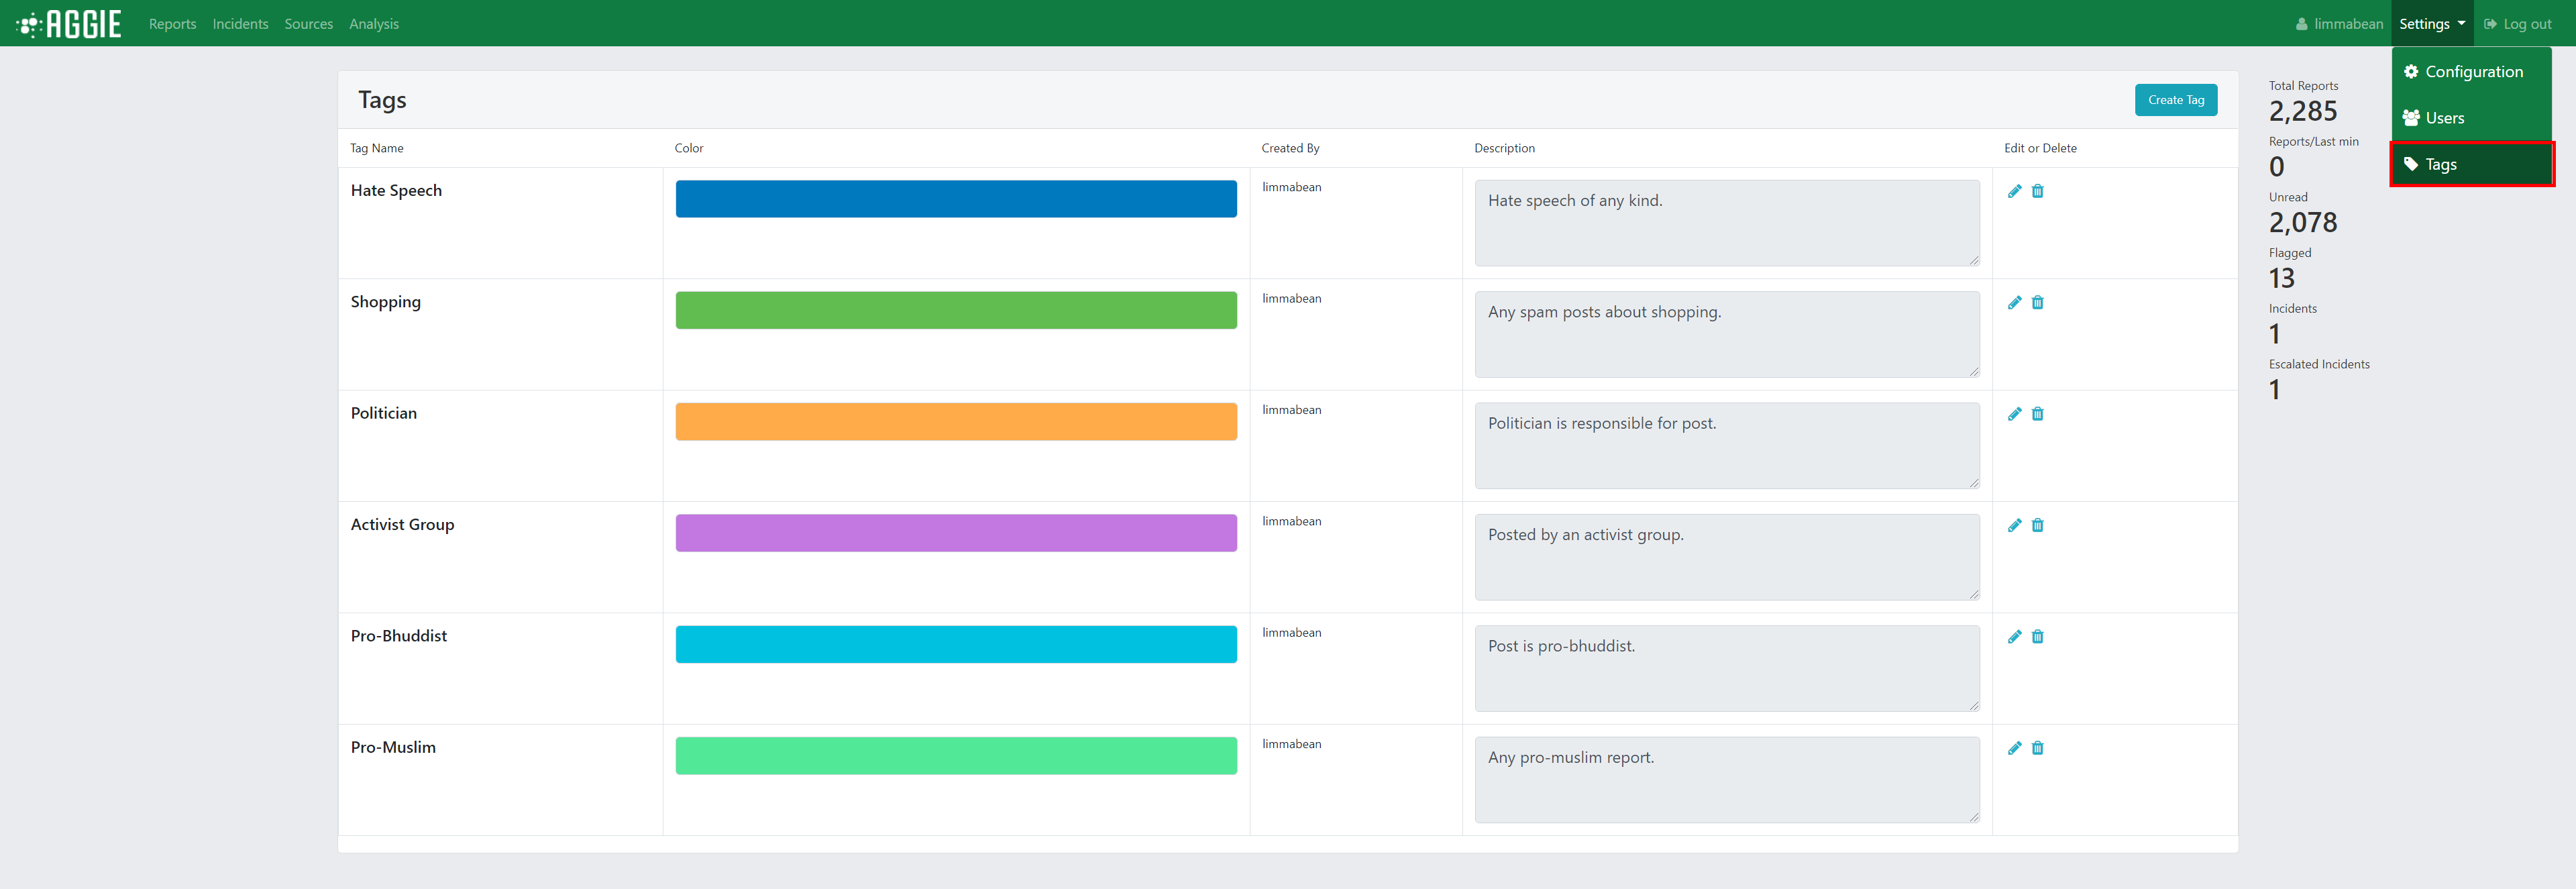 AGGIE Reports Incidents Sources Analysis limmabean Settings Log out
Configuration
Users
Tags
Tags Create Tag
Tag Name Color Created By Description Edit or Delete
Hate Speech limmabean Hate speech of any kind.
Shopping limmabean Any spam posts about shopping.
Politician limmabean Politician is responsible for post.
Activist Group limmabean Posted by an activist group.
Pro-Bhuddist limmabean Post is pro-bhuddist.
Pro-Muslim limmabean Any pro-muslim report.
Total Reports
2,285
Reports/Last min
0
Unread
2,078
Flagged
13
Incidents
1
Escalated Incidents
1